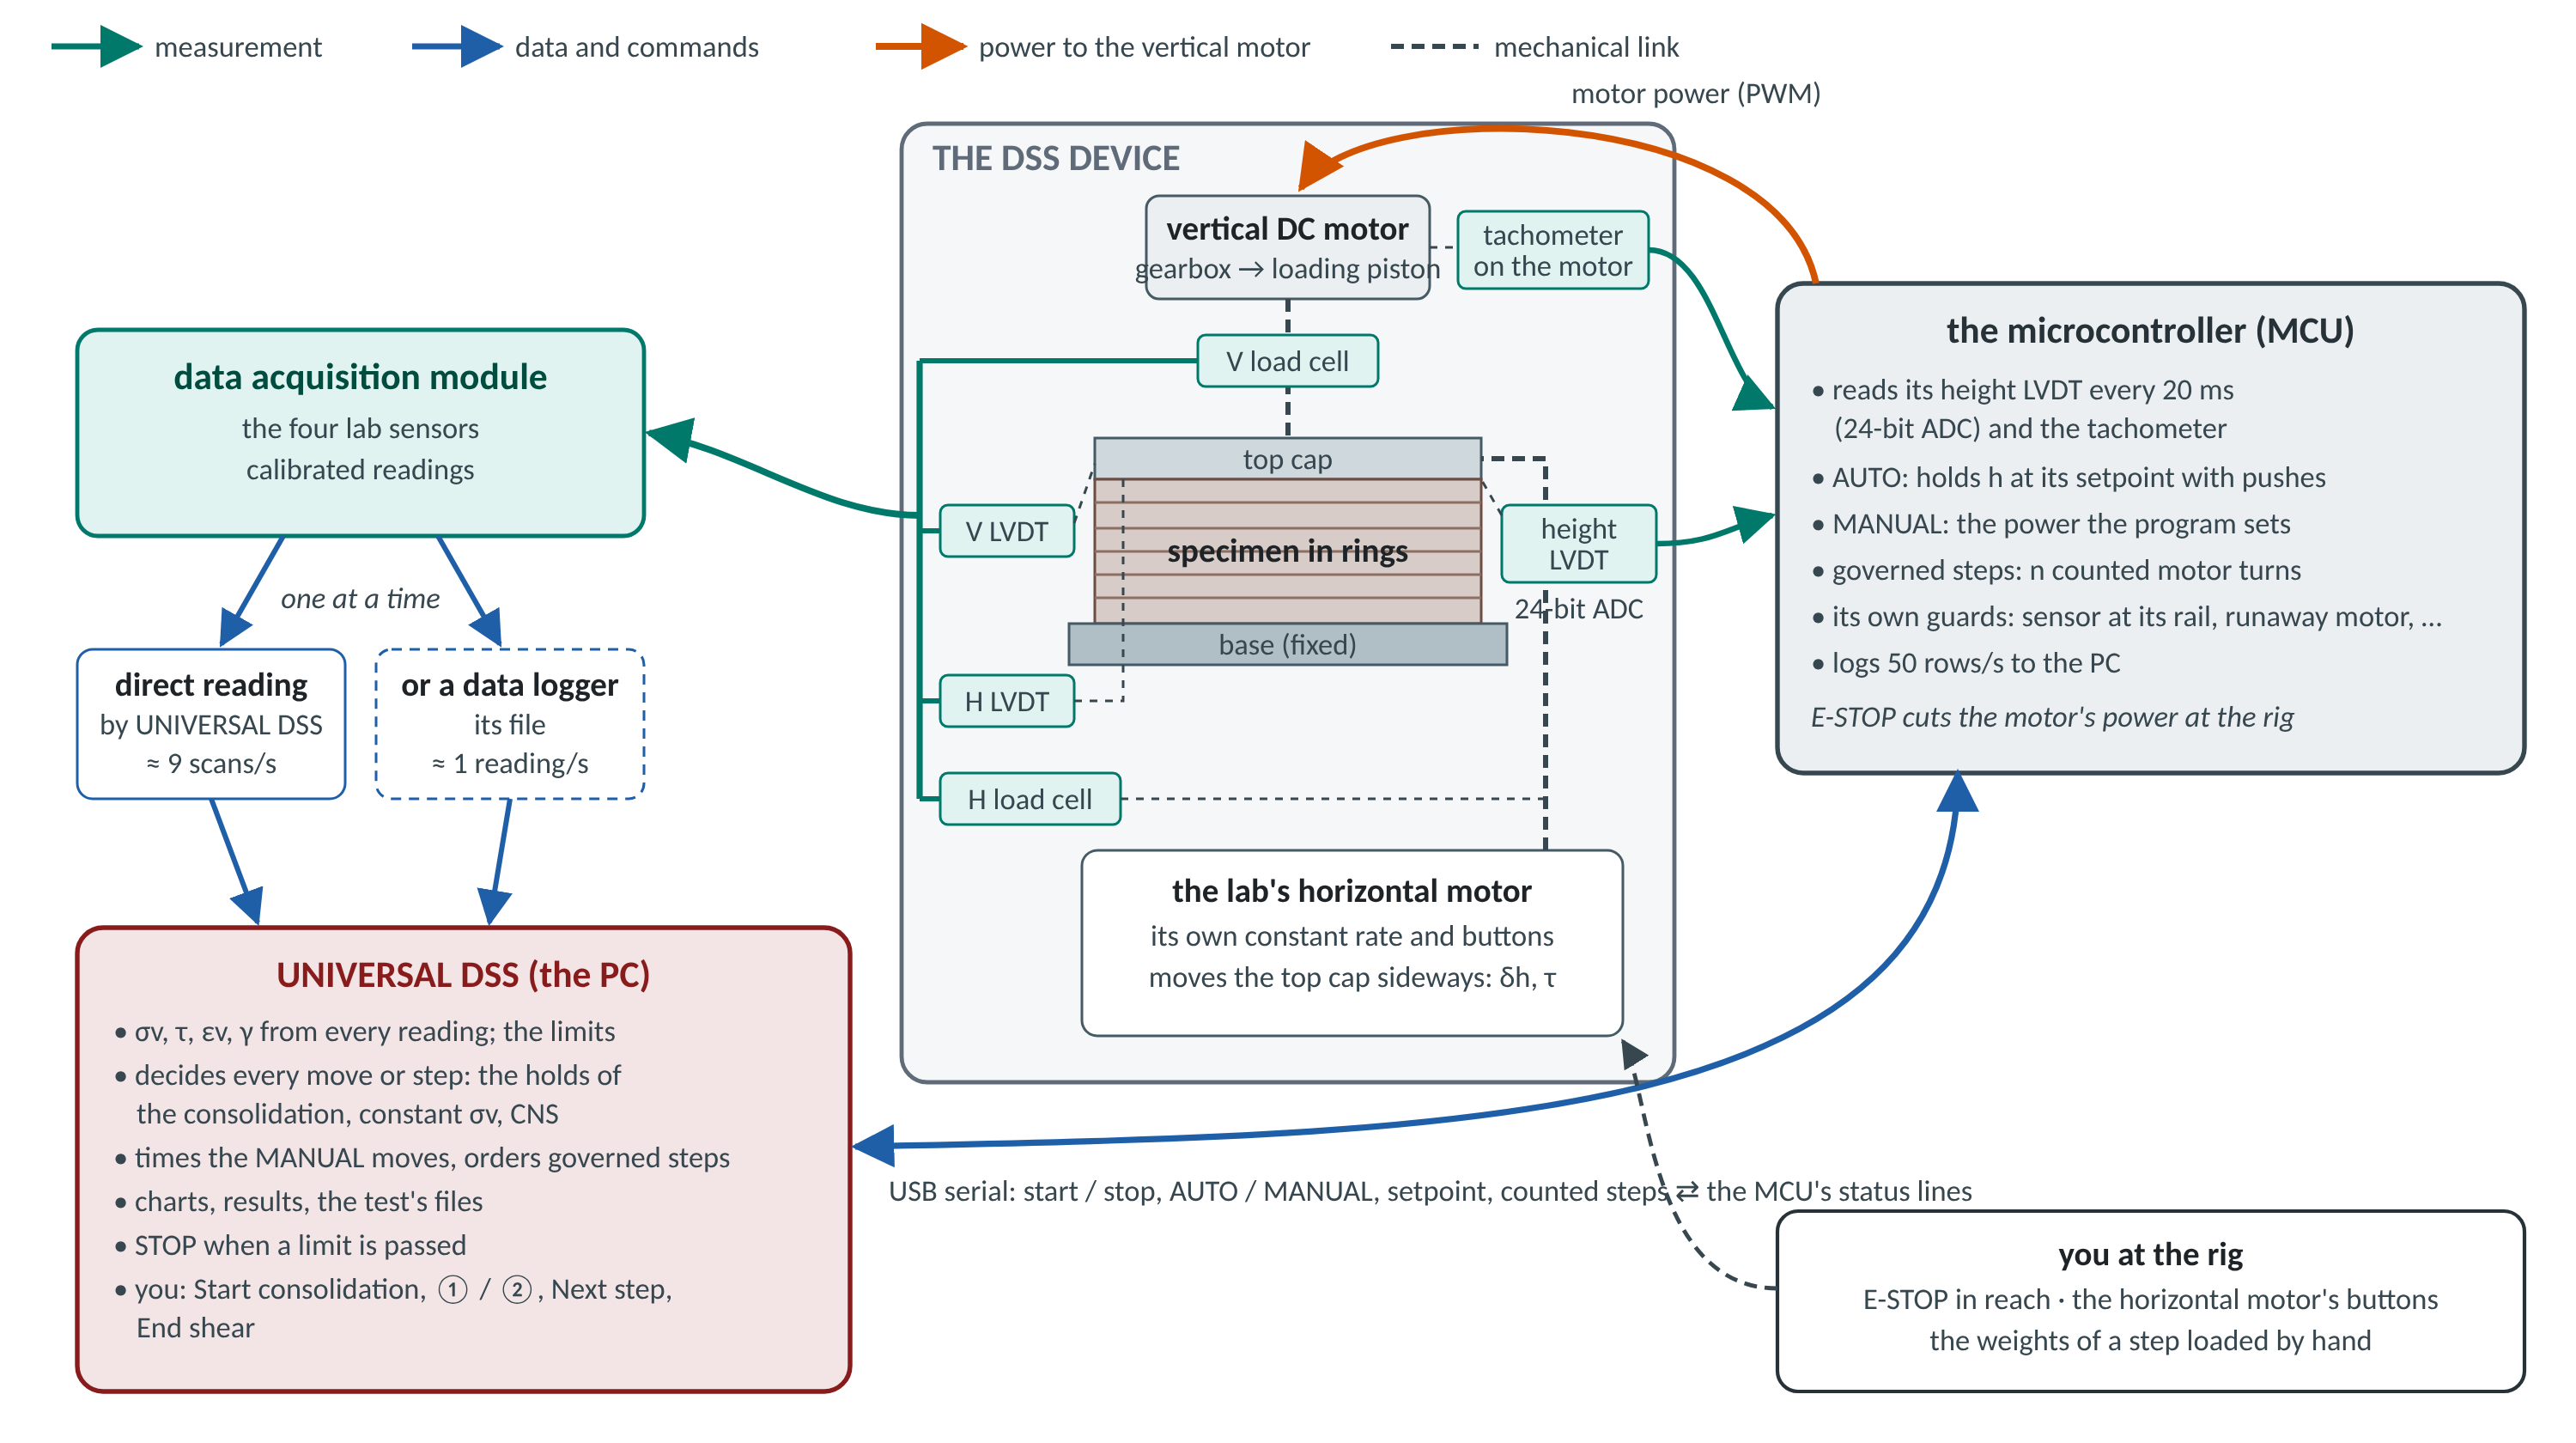 measurement
data and commands
power to the vertical motor
mechanical link
motor power (PWM)
THE DSS DEVICE
vertical DC motor
gearbox → loading piston
tachometer
on the motor
V load cell
top cap
V LVDT
specimen in rings
height
LVDT
24-bit ADC
base (fixed)
H LVDT
H load cell
the lab's horizontal motor
its own constant rate and buttons
moves the top cap sideways: δh, τ
data acquisition module
the four lab sensors
calibrated readings
one at a time
direct reading
by UNIVERSAL DSS
≈ 9 scans/s
or a data logger
its file
≈ 1 reading/s
UNIVERSAL DSS (the PC)
• σv, τ, εv, γ from every reading; the limits
• decides every move or step: the holds of
the consolidation, constant σv, CNS
• times the MANUAL moves, orders governed steps
• charts, results, the test's files
• STOP when a limit is passed
• you: Start consolidation, ① / ②, Next step,
End shear
the microcontroller (MCU)
• reads its height LVDT every 20 ms
(24-bit ADC) and the tachometer
• AUTO: holds h at its setpoint with pushes
• MANUAL: the power the program sets
• governed steps: n counted motor turns
• its own guards: sensor at its rail, runaway motor, ...
• logs 50 rows/s to the PC
E-STOP cuts the motor's power at the rig
USB serial: start / stop, AUTO / MANUAL, setpoint, counted steps ⇄ the MCU's status lines
you at the rig
E-STOP in reach · the horizontal motor's buttons
the weights of a step loaded by hand